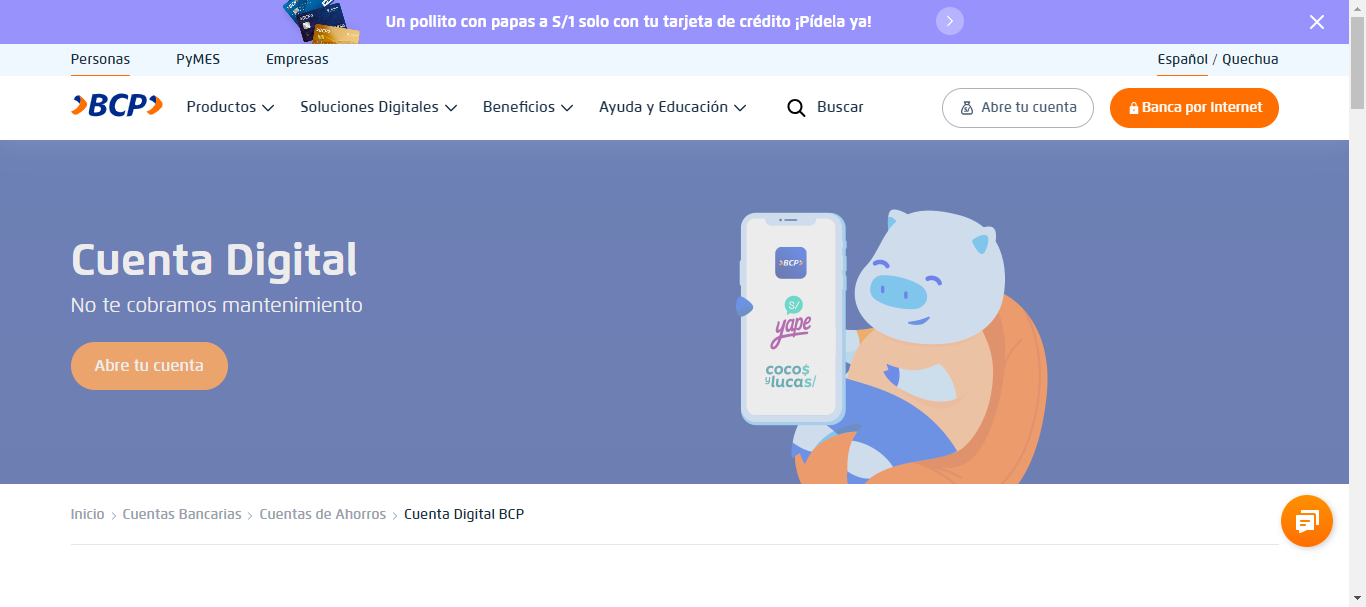 Un pollito con papas a S/1 solo con tu tarjeta de crédito ¡Pídela ya!
Personas PyMES Empresas Español / Quechua
BCP Productos Soluciones Digitales Beneficios Ayuda y Educación Buscar Abre tu cuenta Banca por Internet
Cuenta Digital
No te cobramos mantenimiento
Abre tu cuenta
BCP
S/
yape
cocos
y lucas/
Inicio > Cuentas Bancarias > Cuentas de Ahorros > Cuenta Digital BCP